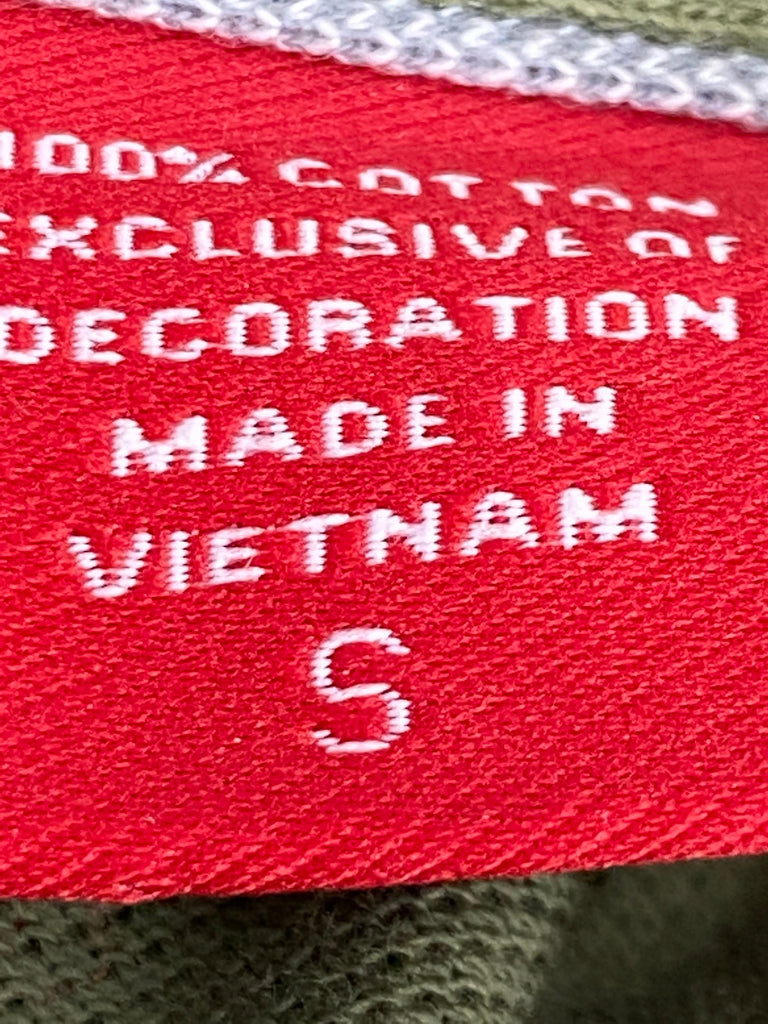 100% COTTON
EXCLUSIVE OF
DECORATION
MADE IN
VIETNAM
S